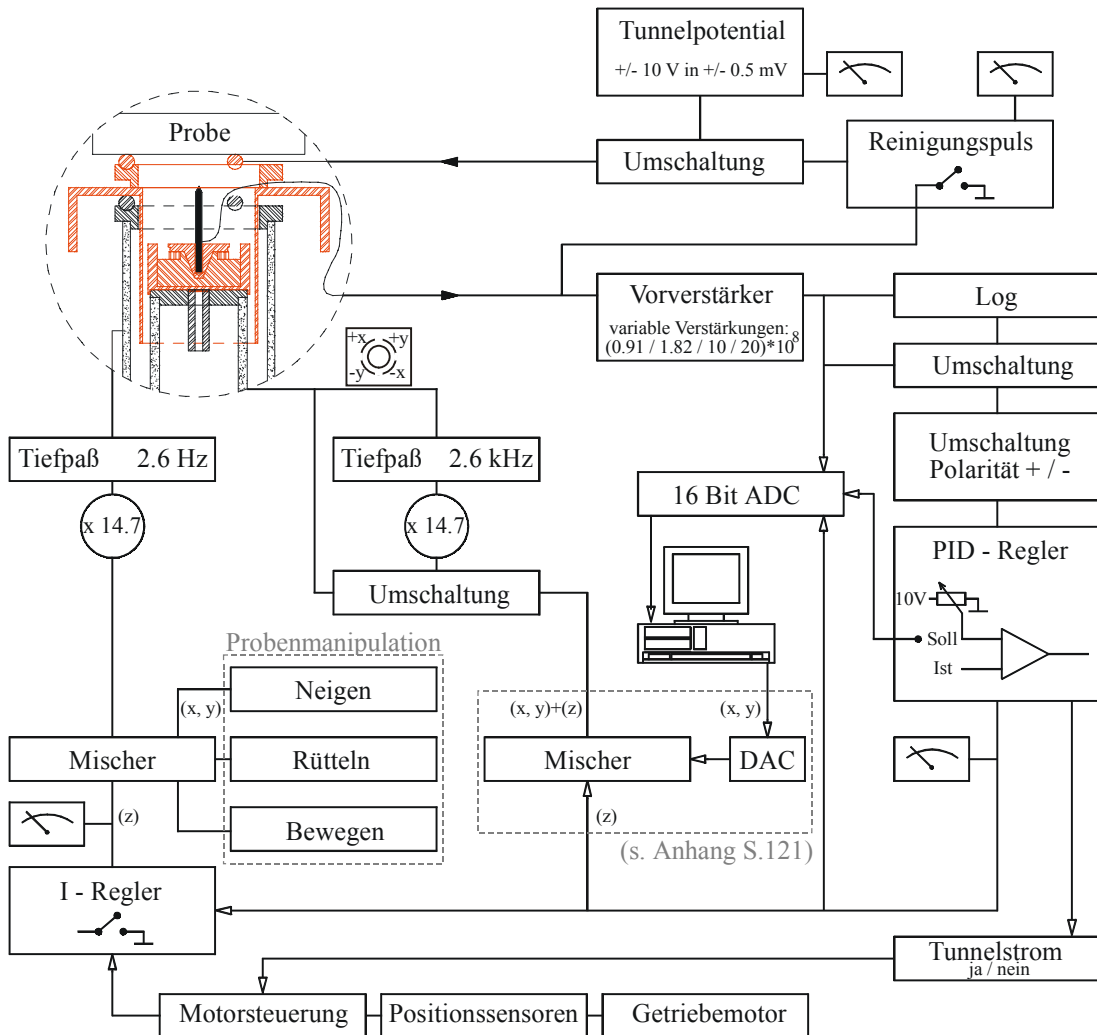 Tunnelpotential
+/- 10 V in +/- 0.5 mV
Probe
Umschaltung
Reinigungspuls
Vorverstärker
variable Verstärkungen:
(0.91 / 1.82 / 10 / 20)*10^8
Log
Umschaltung
+x +y
-y -x
Tiefpaß 2.6 Hz
Tiefpaß 2.6 kHz
Umschaltung
Polarität + / -
16 Bit ADC
x 14.7
x 14.7
PID - Regler
10V
Soll
Ist
Umschaltung
Probenmanipulation
Neigen
(x, y)
(x, y)+(z)
(x, y)
Mischer
Rütteln
Mischer
DAC
(z)
(z)
Bewegen
(s. Anhang S.121)
I - Regler
Tunnelstrom
ja / nein
Motorsteuerung
Positionssensoren
Getriebemotor